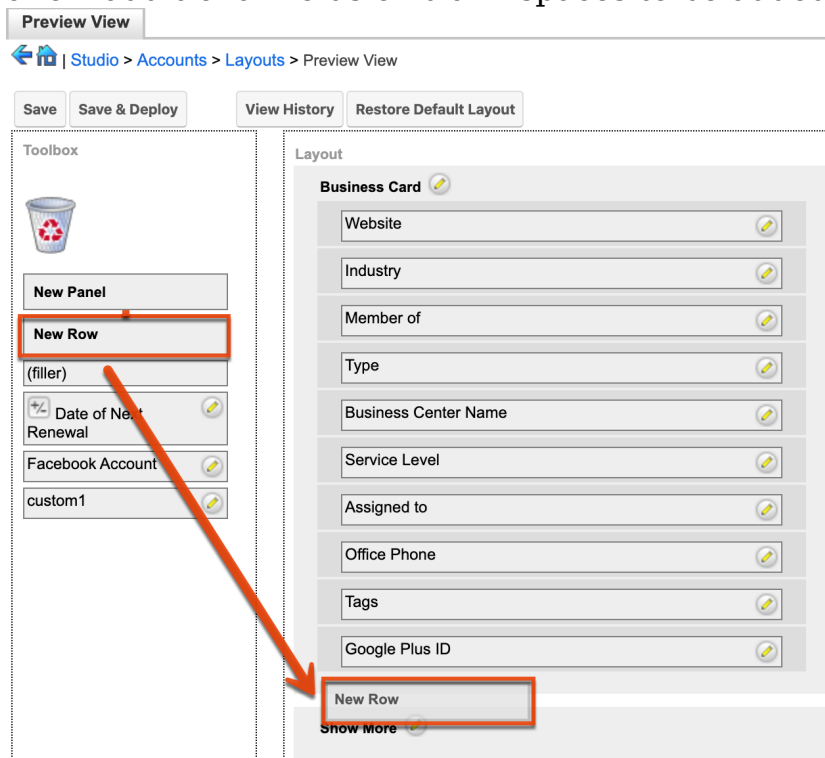 Preview View
| Studio > Accounts > Layouts > Preview View
Save Save & Deploy View History Restore Default Layout
Toolbox
New Panel
New Row
(filler)
Date of Next
Renewal
Facebook Account
custom1
Layout
Business Card
Website
Industry
Member of
Type
Business Center Name
Service Level
Assigned to
Office Phone
Tags
Google Plus ID
New Row
Show More